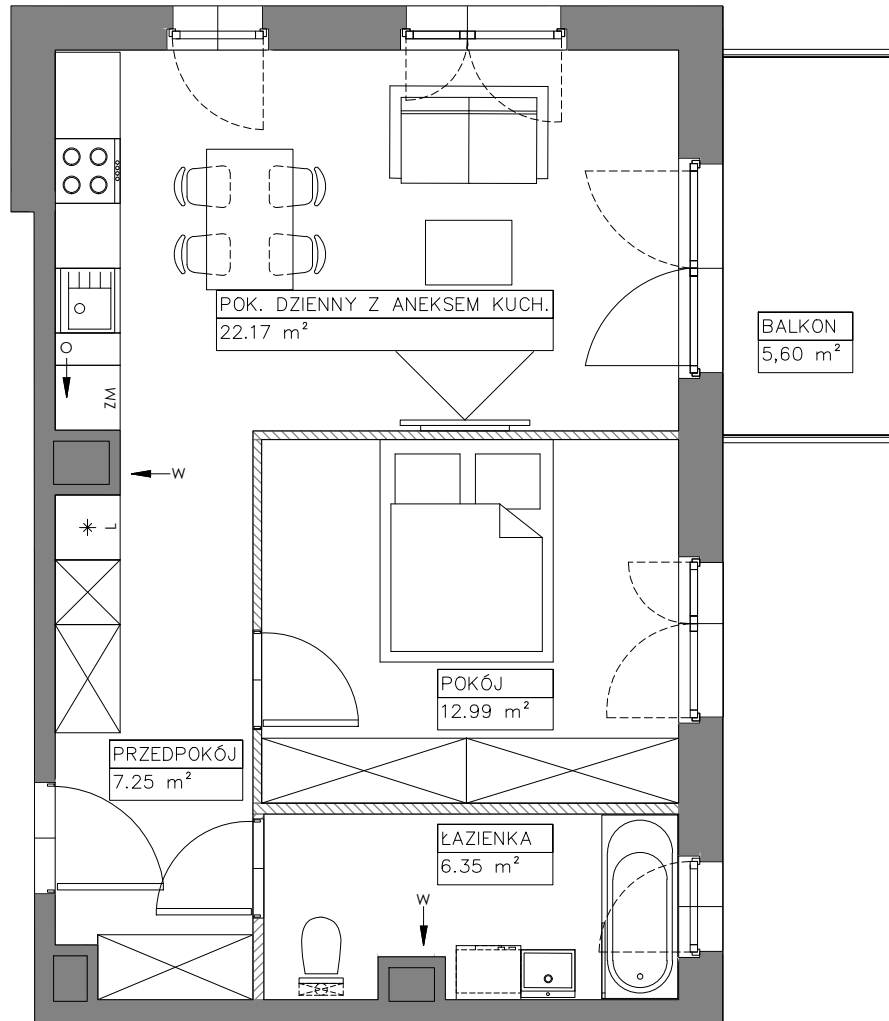 POK. DZIENNY Z ANEKSEM KUCH.
22.17 m²
BALKON
5,60 m²
ZM
W
L
POKÓJ
12.99 m²
PRZEDPOKÓJ
7.25 m²
ŁAZIENKA
6.35 m²
W